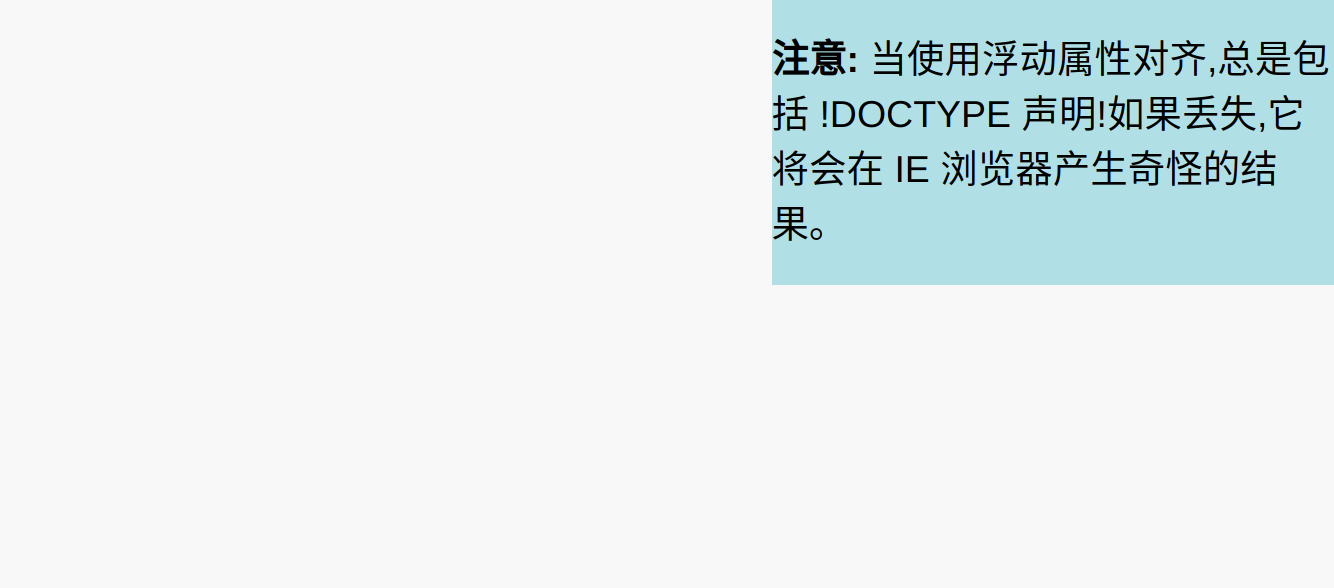 注意: 当使用浮动属性对齐,总是包
括 !DOCTYPE 声明!如果丢失,它
将会在 IE 浏览器产生奇怪的结
果。